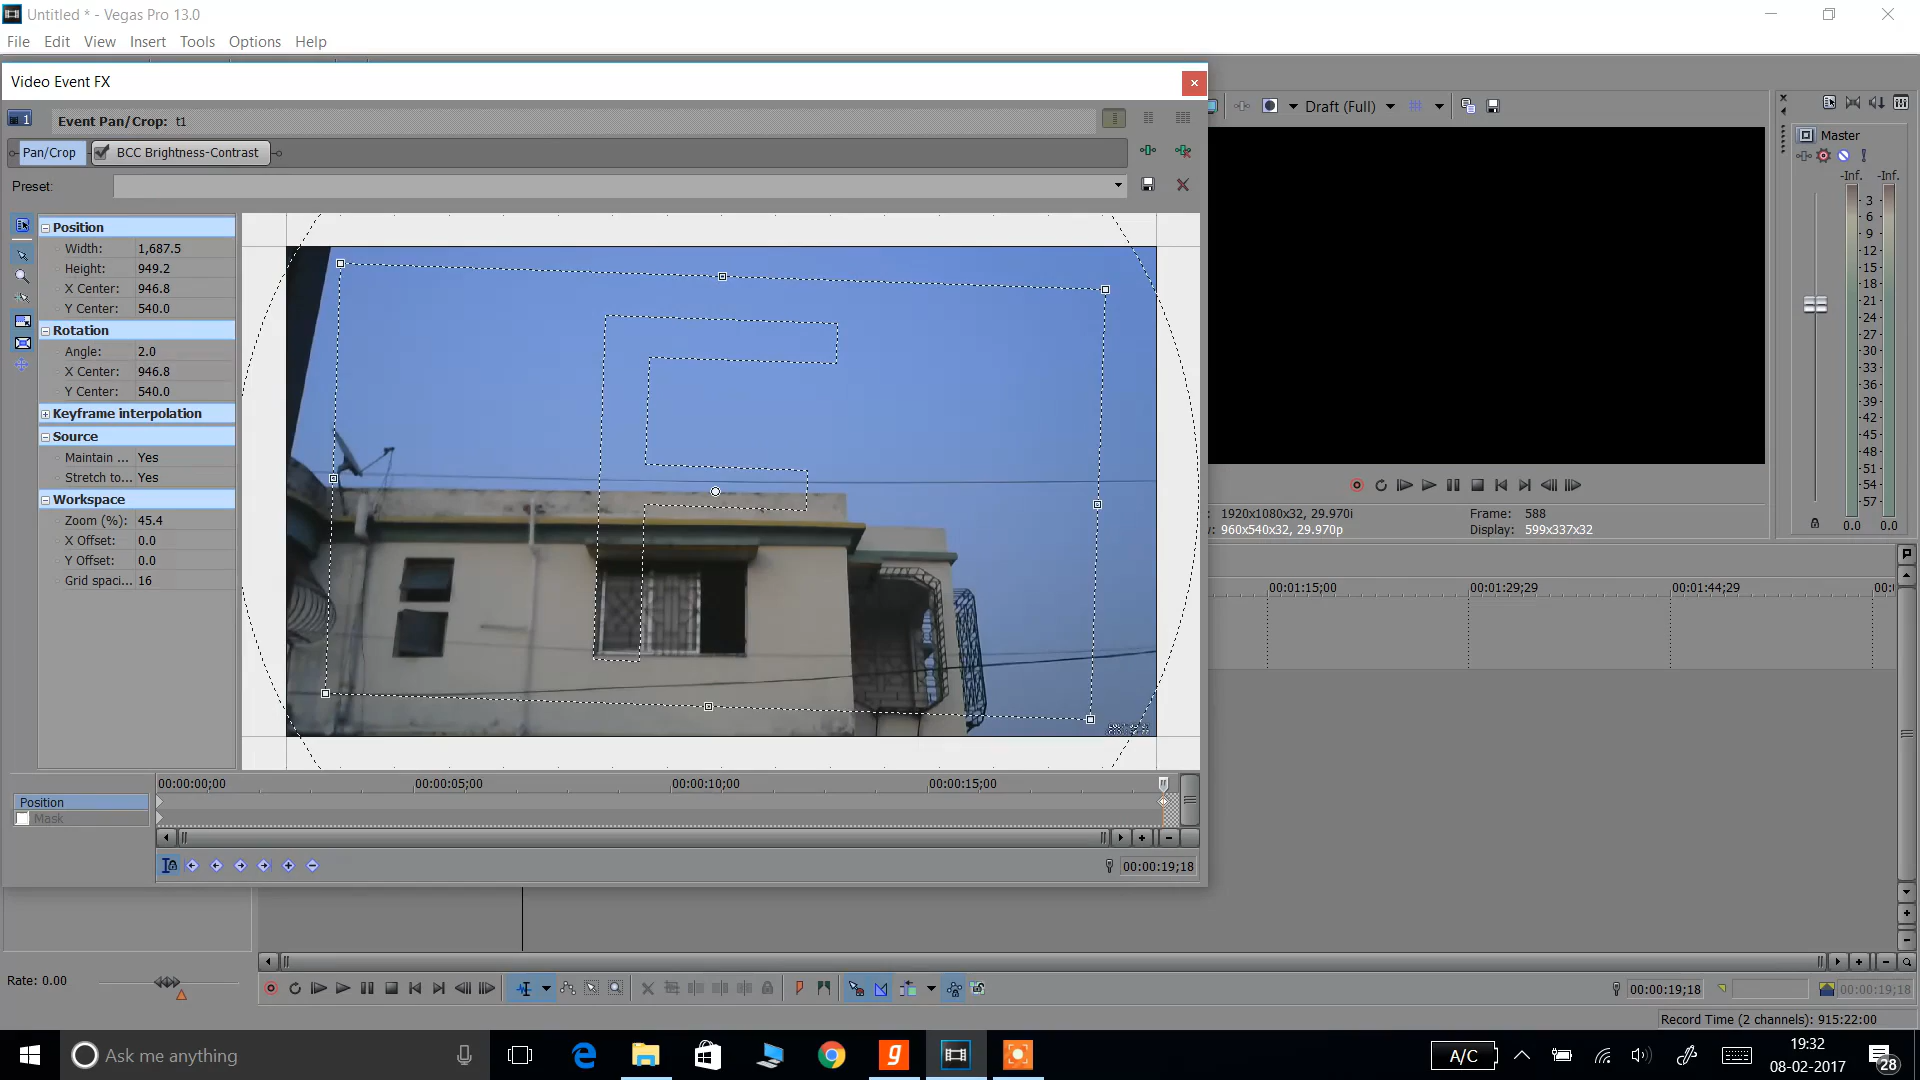 Untitled * - Vegas Pro 13.0
File Edit View Insert Tools Options Help
Video Event FX
1 Event Pan/Crop: t1
Pan/Crop BCC Brightness-Contrast
Preset:
Draft (Full)
Master
-Inf. -Inf.
Position
Width: 1,687.5
Height: 949.2
X Center: 946.8
Y Center: 540.0
Rotation
Angle: 2.0
X Center: 946.8
Y Center: 540.0
Keyframe interpolation
Source
Maintain ... Yes
Stretch to... Yes
Workspace
Zoom (%): 45.4
X Offset: 0.0
Y Offset: 0.0
Grid spaci... 16
3
6
9
12
15
18
21
24
27
30
33
36
39
42
45
48
51
54
57
0.0 0.0
1920x1080x32, 29.970i
960x540x32, 29.970p
Frame: 588
Display: 599x337x32
00:01:15;00 00:01:29;29 00:01:44;29 00:
00:00:00;00 00:00:05;00 00:00:10;00 00:00:15;00
Position
Mask
00:00:19;18
Rate: 0.00
00:00:19;18 00:00:19;18
Record Time (2 channels): 915:22:00
Ask me anything
g
A/C
19:32
08-02-2017
28